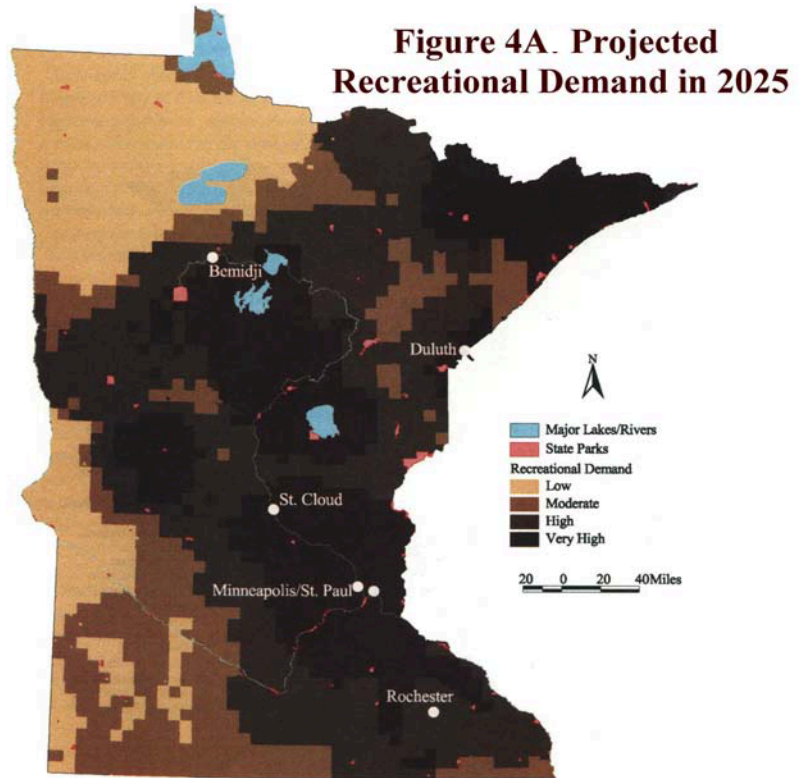 Figure 4A. Projected
Recreational Demand in 2025
Bemidji
Duluth
N
Major Lakes/Rivers
State Parks
Recreational Demand
Low
Moderate
High
Very High
St. Cloud
20 0 20 40Miles
Minneapolis/St. Paul
Rochester